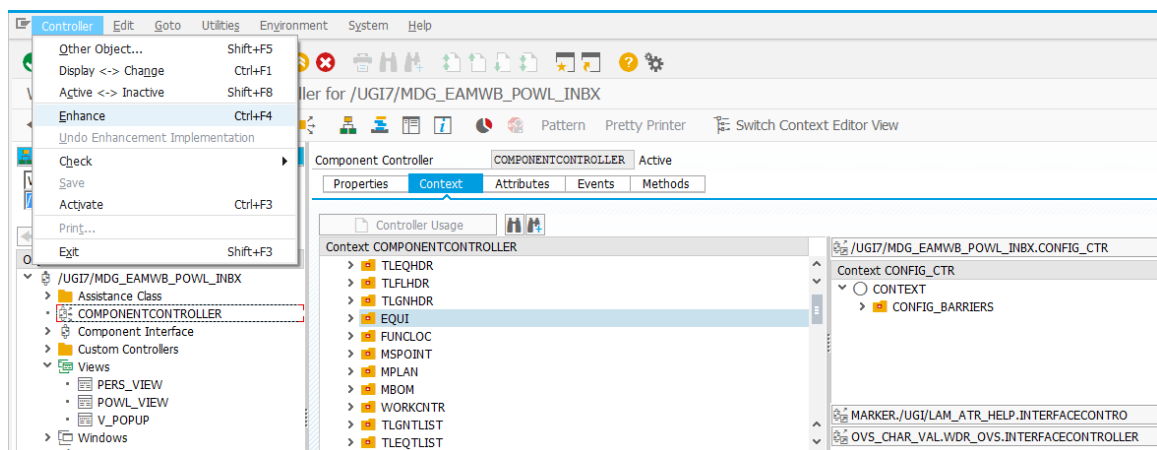 Controller Edit Goto Utilities Environment System Help
Other Object... Shift+F5
Display <-> Change Ctrl+F1
Active <-> Inactive Shift+F8
Enhance Ctrl+F4
Undo Enhancement Implementation
Check
Save
Activate Ctrl+F3
Print...
Exit Shift+F3
ller for /UGI7/MDG_EAMWB_POWL_INBX
Pattern Pretty Printer Switch Context Editor View
Component Controller COMPONENTCONTROLLER Active
Properties Context Attributes Events Methods
Controller Usage
Context COMPONENTCONTROLLER
TLEQHDR
TLFLHDR
TLGNHDR
EQUI
FUNCLOC
MSPOINT
MPLAN
MBOM
WORKCNTR
TLGNTLIST
TLEQTLIST
/UGI7/MDG_EAMWB_POWL_INBX.CONFIG_CTR
Context CONFIG_CTR
CONTEXT
CONFIG_BARRIERS
MARKER./UGI/LAM_ATR_HELP.INTERFACECONTRO
OVS_CHAR_VAL.WDR_OVS.INTERFACECONTROLLER
/UGI7/MDG_EAMWB_POWL_INBX
Assistance Class
COMPONENTCONTROLLER
Component Interface
Custom Controllers
Views
PERS_VIEW
POWL_VIEW
V_POPUP
Windows